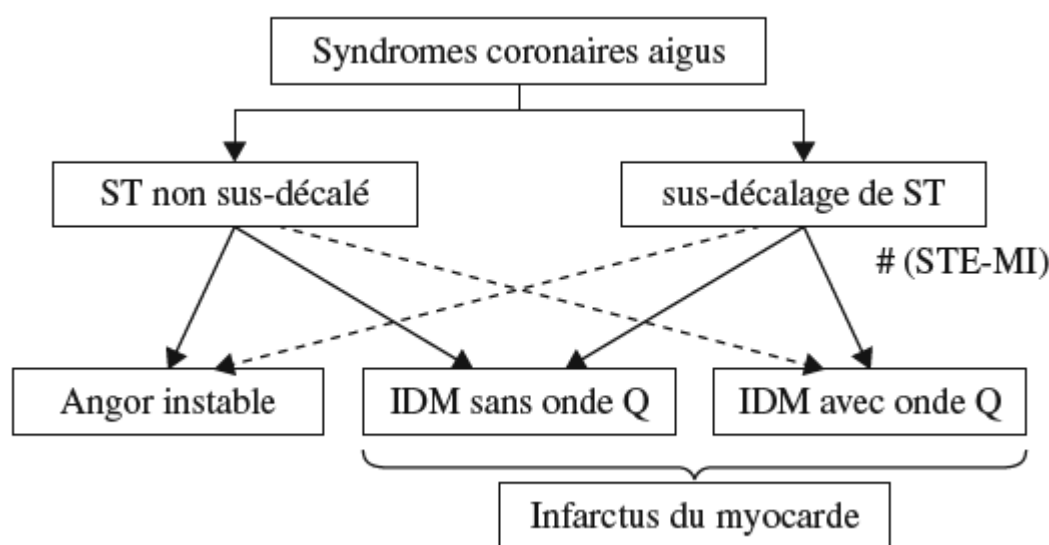 Syndromes coronaires aigus
ST non sus-décalé
sus-décalage de ST
# (STE-MI)
Angor instable
IDM sans onde Q
IDM avec onde Q
Infarctus du myocarde